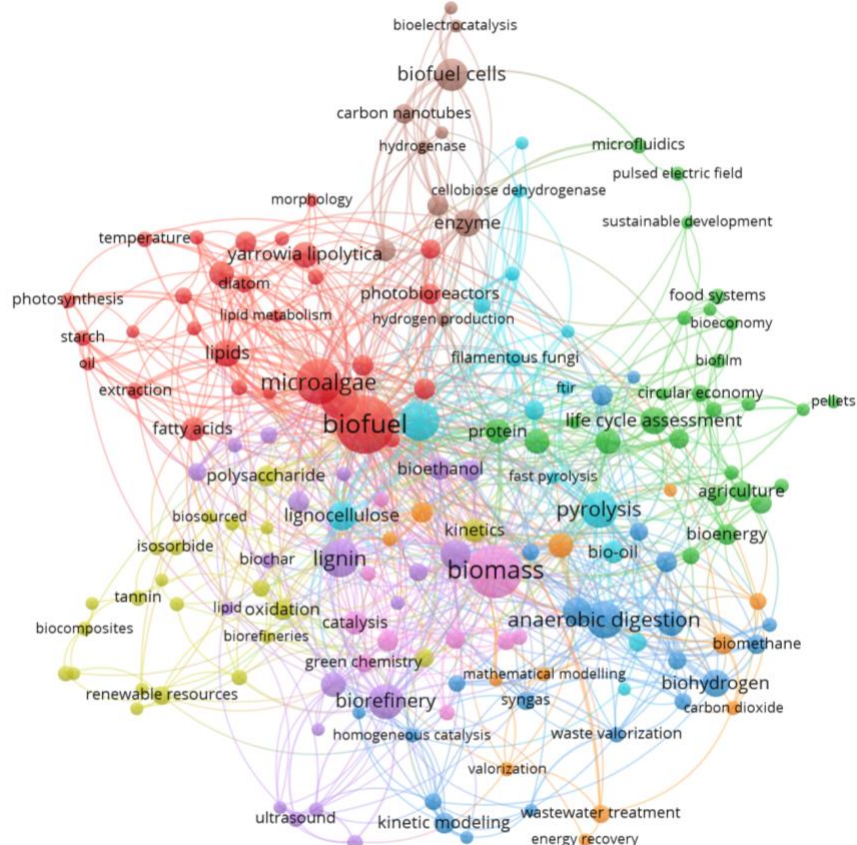 bioelectrocatalysis
biofuel cells
carbon nanotubes
hydrogenase
microfluidics
pulsed electric field
cellobiose dehydrogenase
morphology
enzyme
sustainable development
temperature
yarrowia lipolytica
diatom
photobioreactors
food systems
photosynthesis
lipid metabolism
hydrogen production
bioeconomy
starch
lipids
filamentous fungi
biofilm
oil
microalgae
ftir
extraction
circular economy
pellets
biofuel
protein
life cycle assessment
fatty acids
polysaccharide
bioethanol
fast pyrolysis
agriculture
biosourced
lignocellulose
pyrolysis
kinetics
bioenergy
isosorbide
biochar
lignin
bio-oil
biomass
tannin
lipid
oxidation
biocomposites
biorefineries
catalysis
anaerobic digestion
biomethane
green chemistry
mathematical modelling
biohydrogen
renewable resources
biorefinery
syngas
carbon dioxide
homogeneous catalysis
waste valorization
valorization
ultrasound
kinetic modeling
wastewater treatment
energy recovery